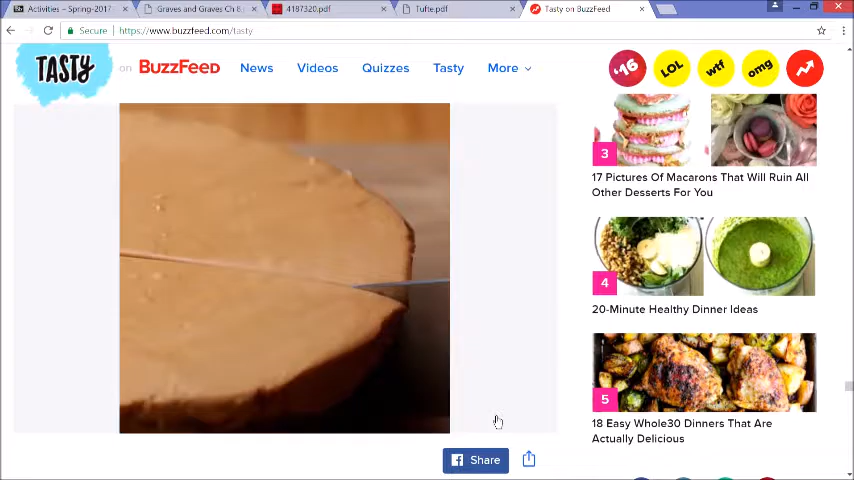 Activities – Spring-2017
Graves and Graves Ch 8
4187320.pdf
Tufte.pdf
Tasty on BuzzFeed
Secure
https://www.buzzfeed.com/tasty
TASTY on BuzzFeed
News
Videos
Quizzes
Tasty
More
'16
LOL
wtf
omg
3
17 Pictures Of Macarons That Will Ruin All
Other Desserts For You
4
20-Minute Healthy Dinner Ideas
5
18 Easy Whole30 Dinners That Are
Actually Delicious
Share